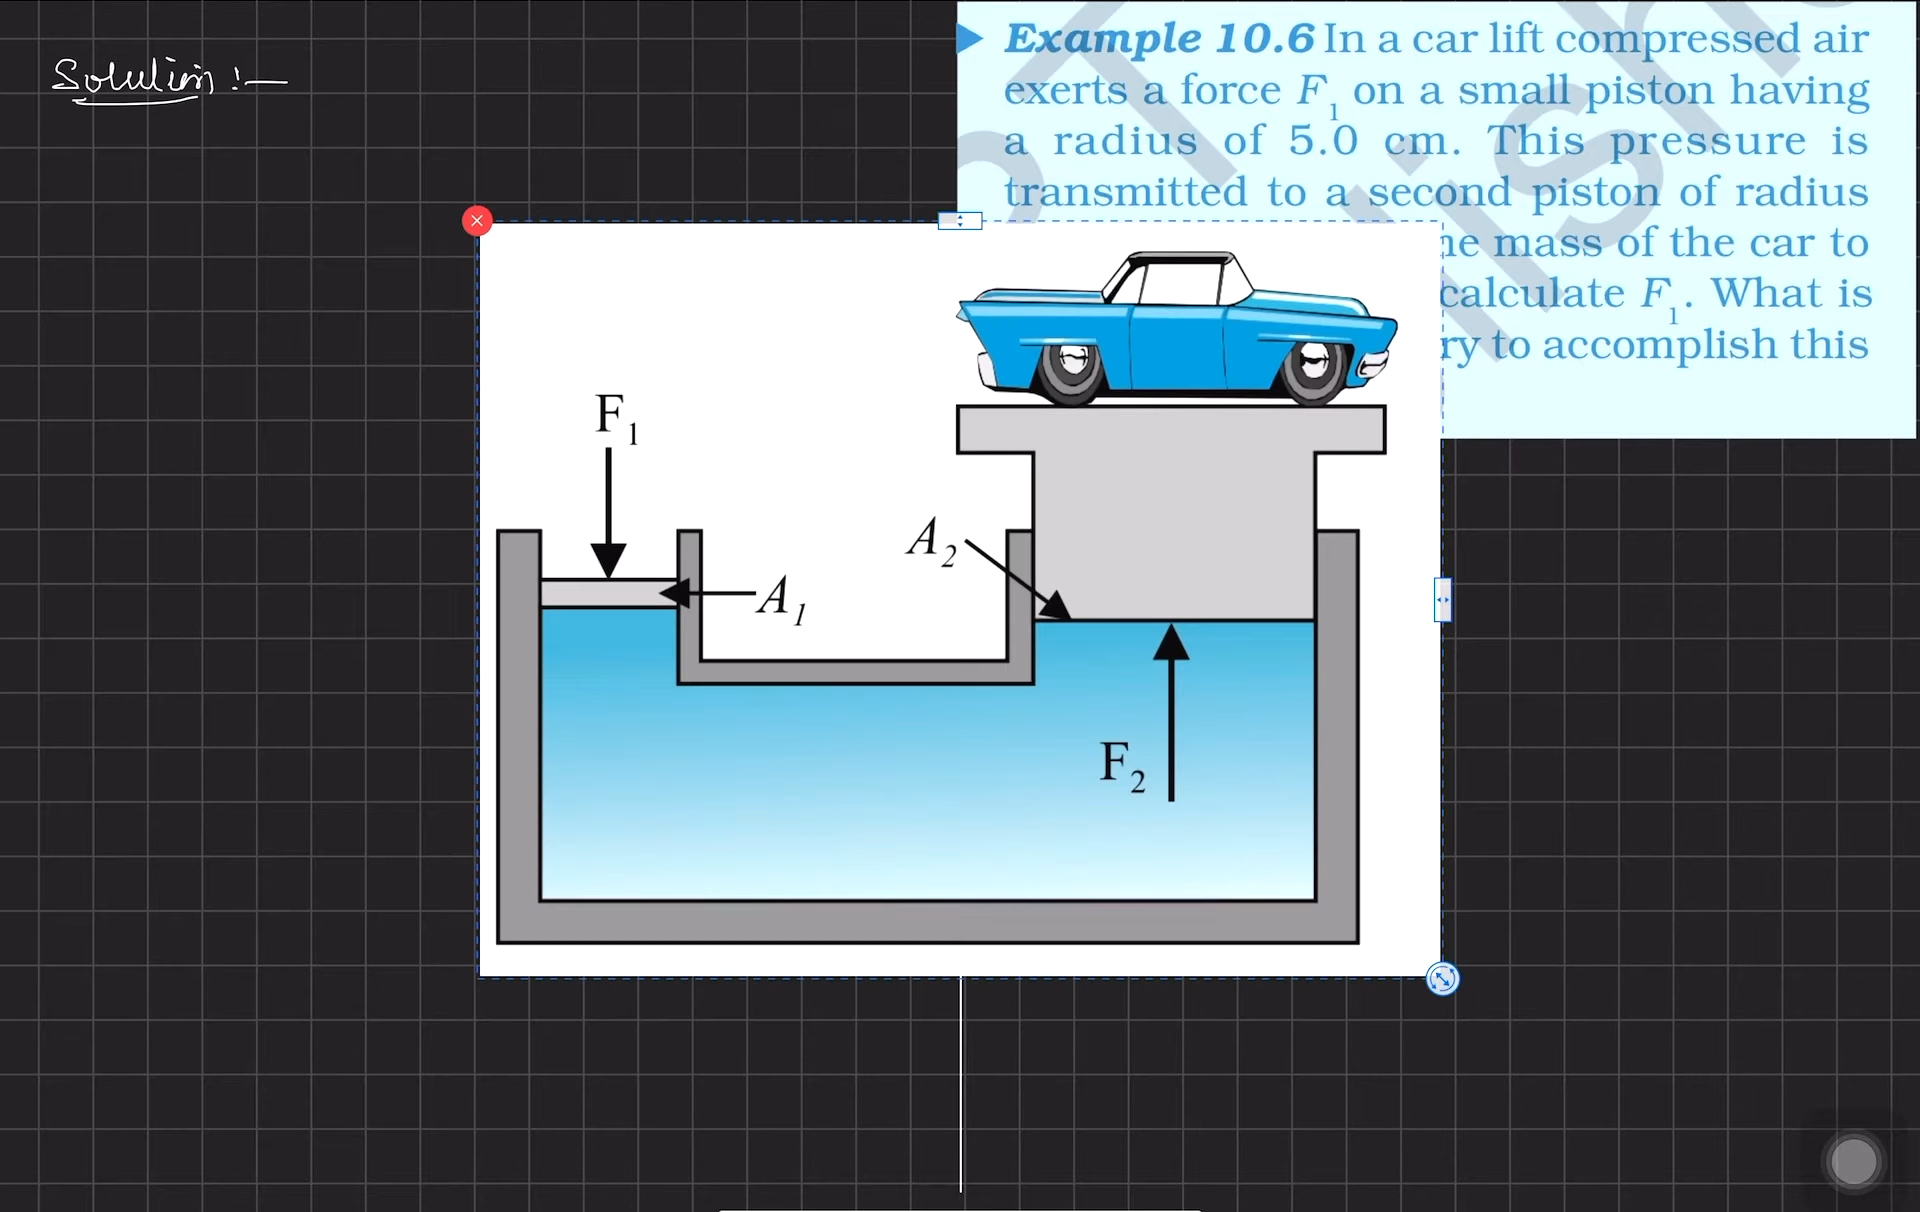 Solution :—
Example 10.6 In a car lift compressed air
exerts a force F1 on a small piston having
a radius of 5.0 cm. This pressure is
transmitted to a second piston of radius
mass of the car to
calculate F1. What is
to accomplish this
F1
A2
A1
F2